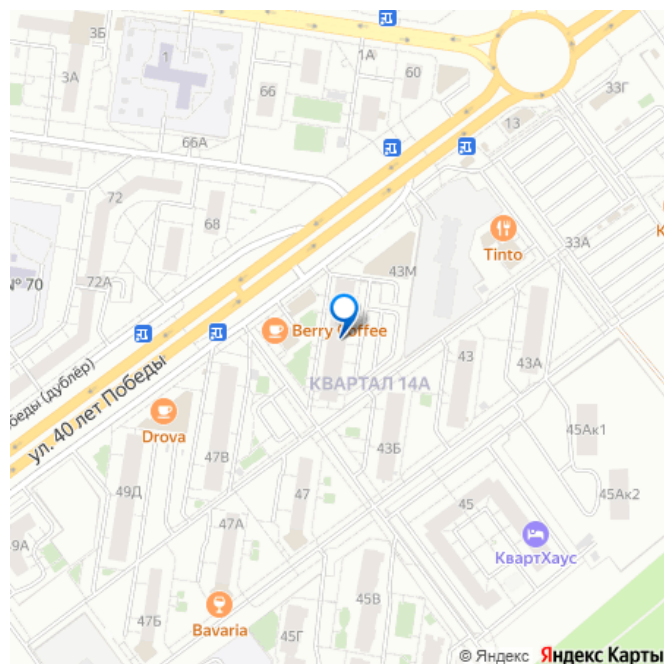 3Б
1А
60
3А
1
66
33Г
13
66А
72
68
Tinto
33А
43М
72А
№ 70
Berry Coffee
КВАРТАЛ 14А
43
43А
беды (дублёр)
ул. 40 лет Победы
Drova
45Ак1
47В
43Б
49Д
47
45
45Ак2
47А
9А
КвартХаус
45В
47Б
Bavaria
45Г
© Яндекс Яндекс Карты